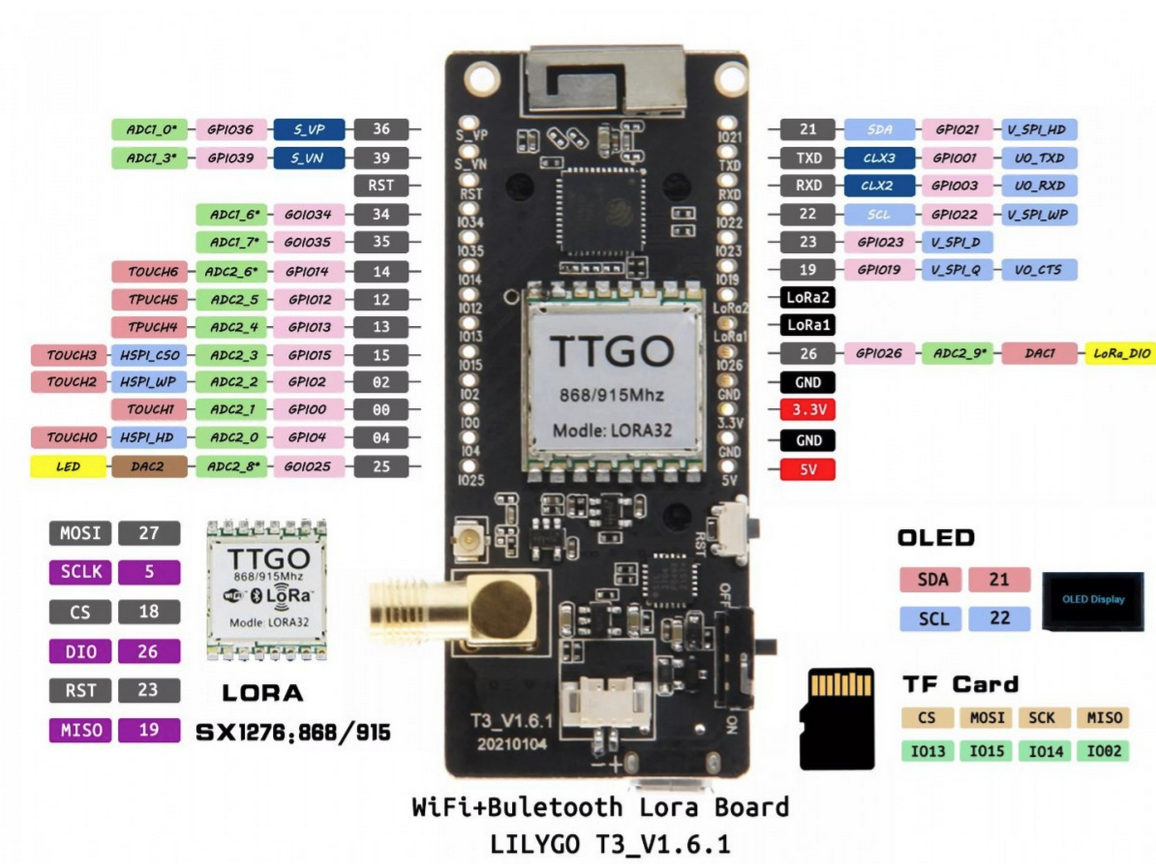 ADC1_0* GPIO36 S_VP 36
ADC1_3* GPIO39 S_VN 39
RST
ADC1_6* GOIO34 34
ADC1_7* GOIO35 35
TOUCH6 ADC2_6* GPIO14 14
TPUCH5 ADC2_5 GPIO12 12
TPUCH4 ADC2_4 GPIO13 13
TOUCH3 HSPI_CSO ADC2_3 GPIO15 15
TOUCH2 HSPI_WP ADC2_2 GPIO2 02
TOUCH1 ADC2_1 GPIO0 00
TOUCH0 HSPI_HD ADC2_0 GPIO4 04
LED DAC2 ADC2_8* GOIO25 25
S_VP
S_VN
RST
IO34
IO35
IO14
IO12
IO13
IO15
IO2
IO0
IO4
IO25
IO21
TXD
RXD
IO22
IO23
IO19
LoRa2
LoRa1
IO26
GND
3.3V
GND
5V
TTGO
868/915Mhz
Modle: LORA32
RST
OFF
ON
T3_V1.6.1
20210104
- +
21 SDA GPIO21 V_SPI_HD
TXD CLX3 GPIO01 UO_TXD
RXD CLX2 GPIO03 UO_RXD
22 SCL GPIO22 V_SPI_WP
23 GPIO23 V_SPI_D
19 GPIO19 V_SPI_Q VO_CTS
LoRa2
LoRa1
26 GPIO26 ADC2_9* DAC1 LoRa_DIO
GND
3.3V
GND
5V
MOSI 27
SCLK 5
CS 18
DIO 26
RST 23
MISO 19
TTGO
868/915Mhz
WiFi LoRa
Modle: LORA32
LORA
SX1276:868/915
OLED
SDA 21
SCL 22
OLED Display
TF Card
CS MOSI SCK MISO
IO13 IO15 IO14 IO02
WiFi+Buletooth Lora Board
LILYGO T3_V1.6.1